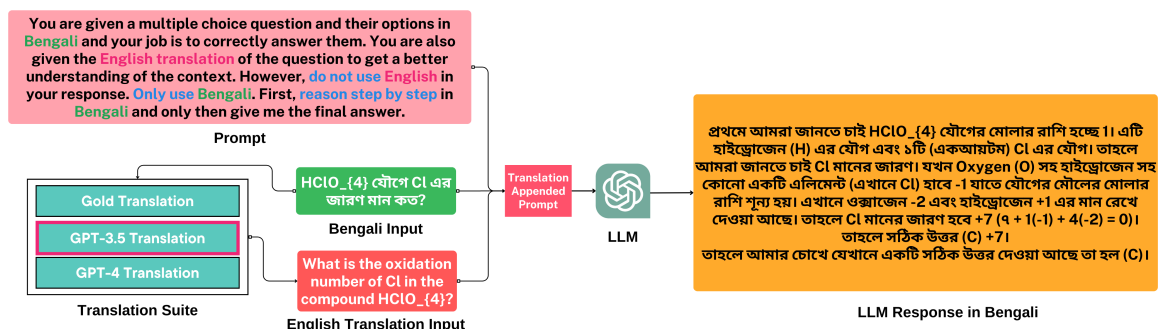 You are given a multiple choice question and their options in
Bengali and your job is to correctly answer them. You are also
given the English translation of the question to get a better
understanding of the context. However, do not use English in
your response. Only use Bengali. First, reason step by step in
Bengali and only then give me the final answer.
Prompt
Gold Translation
GPT-3.5 Translation
GPT-4 Translation
Translation Suite
HClO_{4} যৌগে Cl এর
জারণ মান কত?
Bengali Input
What is the oxidation
number of Cl in the
compound HClO_{4}?
English Translation Input
Translation
Appended
Prompt
LLM
প্রথমে আমরা জানতে চাই HClO_{4} যৌগের মোলার রাশি হচ্ছে 1। এটি
হাইড্রোজেন (H) এর যৌগ এবং ১টি (একআয়টম) Cl এর যৌগ। তাহলে
আমরা জানতে চাই Cl মানের জারণ। যখন Oxygen (O) সহ হাইড্রোজেন সহ
কোনো একটি এলিমেন্ট (এখানে Cl) হাবে -1 যাতে যৌগের মৌলের মোলার
রাশি শূন্য হয়। এখানে ওক্সাজেন -2 এবং হাইড্রোজেন +1 এর মান রেখে
দেওয়া আছে। তাহলে Cl মানের জারণ হবে +7 (৭ + 1(-1) + 4(-2) = 0)।
তাহলে সঠিক উত্তর (C) +7।
তাহলে আমার চোখে যেখানে একটি সঠিক উত্তর দেওয়া আছে তা হল (C)।
LLM Response in Bengali